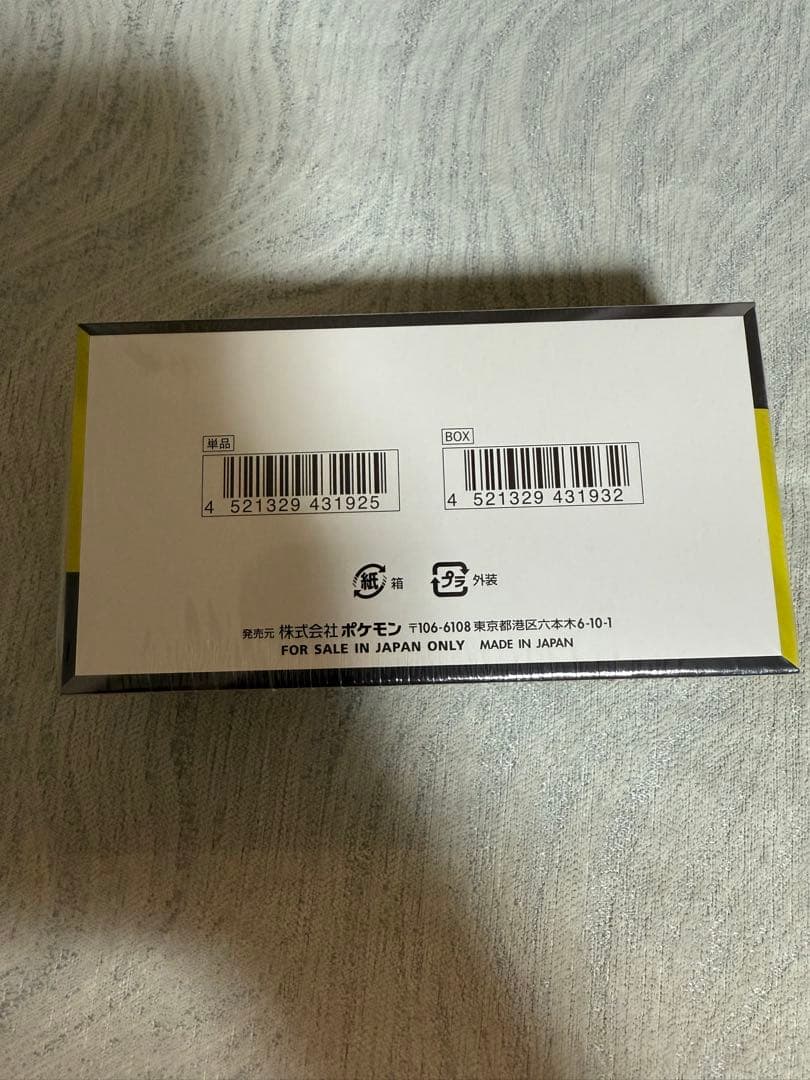 単品
4 521329 431925
BOX
4 521329 431932
紙 箱
プラ 外装
発売元 株式会社ポケモン 〒106-6108 東京都港区六本木6-10-1
FOR SALE IN JAPAN ONLY MADE IN JAPAN